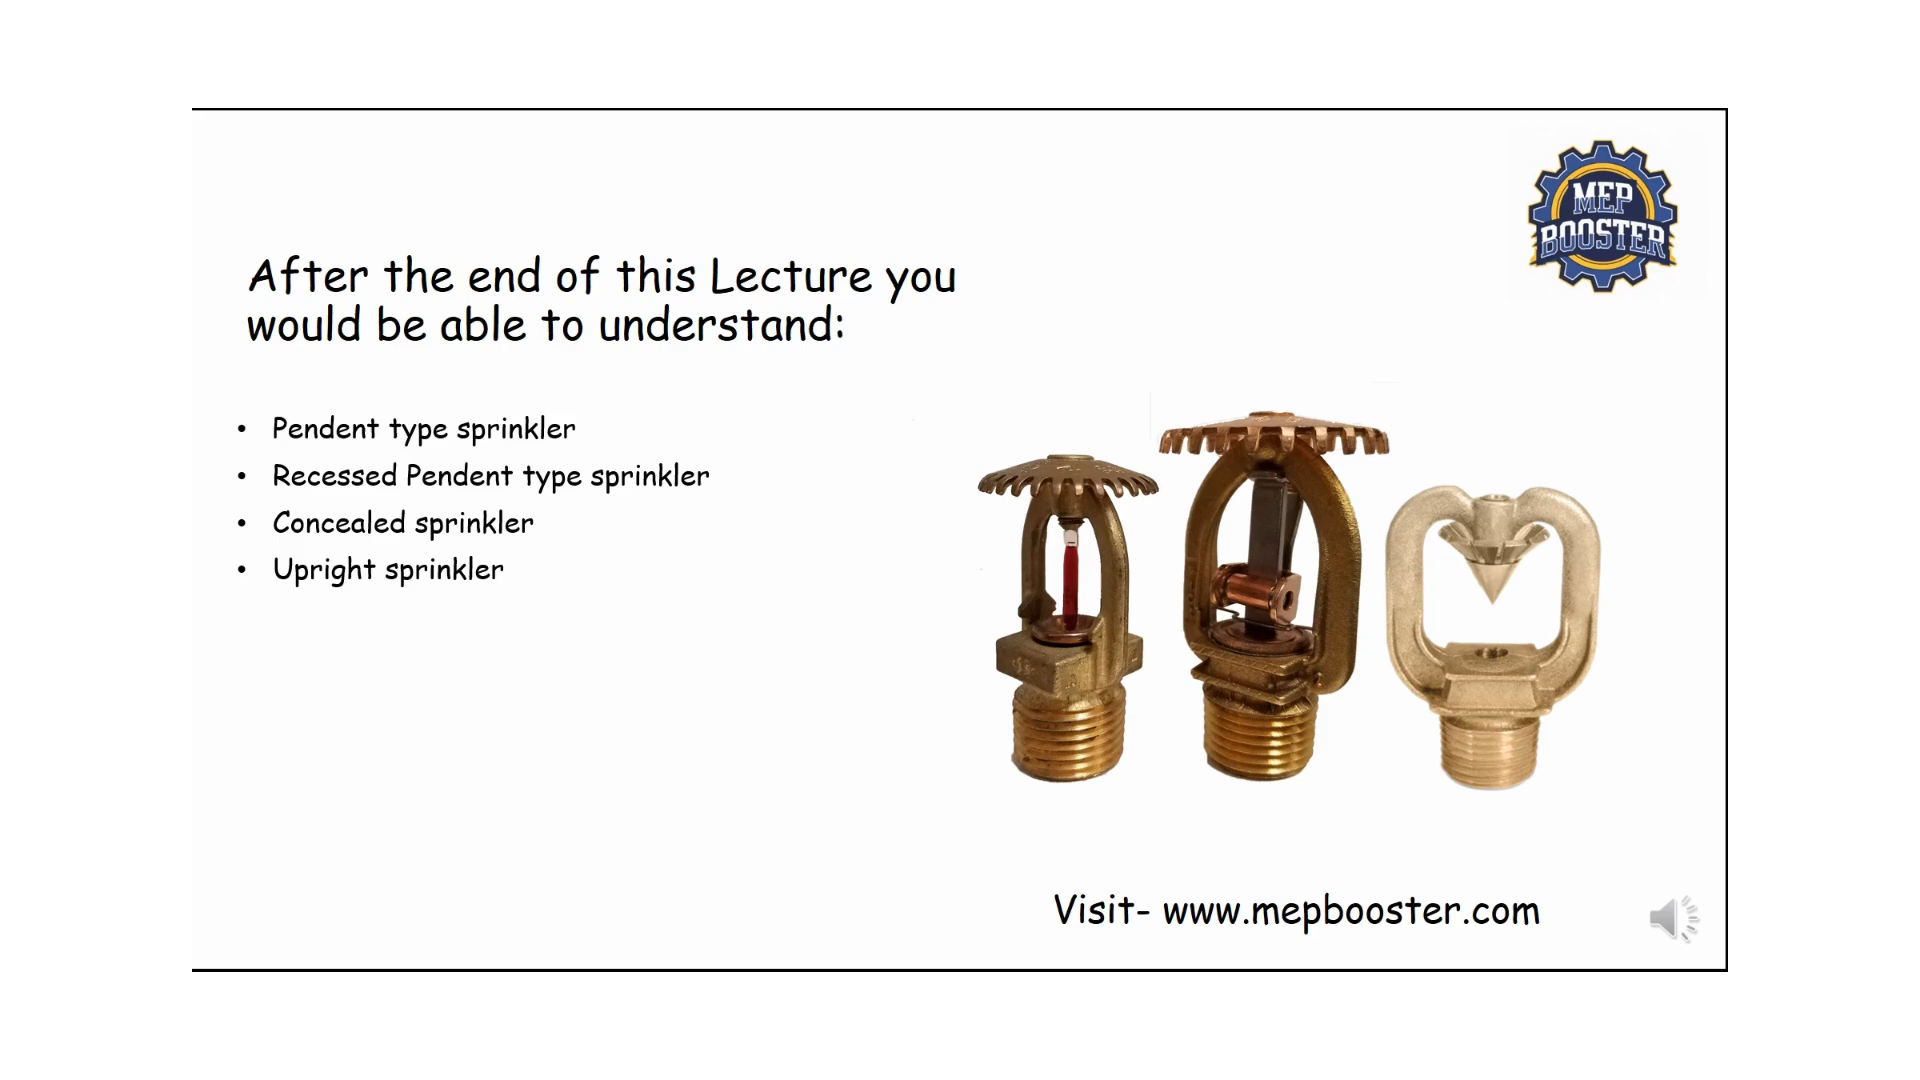 MEP
BOOSTER
After the end of this Lecture you
would be able to understand:
• Pendent type sprinkler
• Recessed Pendent type sprinkler
• Concealed sprinkler
• Upright sprinkler
Visit- www.mepbooster.com